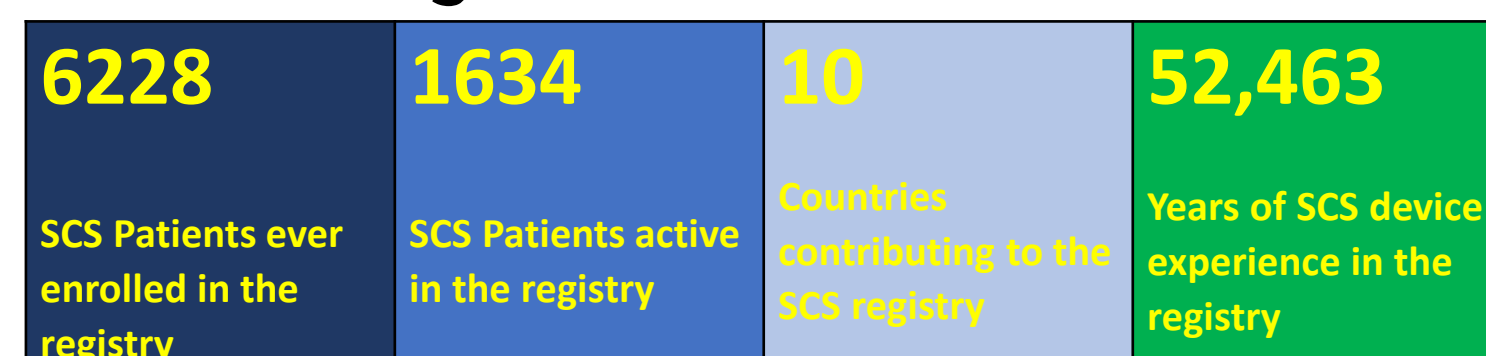 6228
SCS Patients ever
enrolled in the
registry
1634
SCS Patients active
in the registry
10
Countries
contributing to the
SCS registry
52,463
Years of SCS device
experience in the
registry